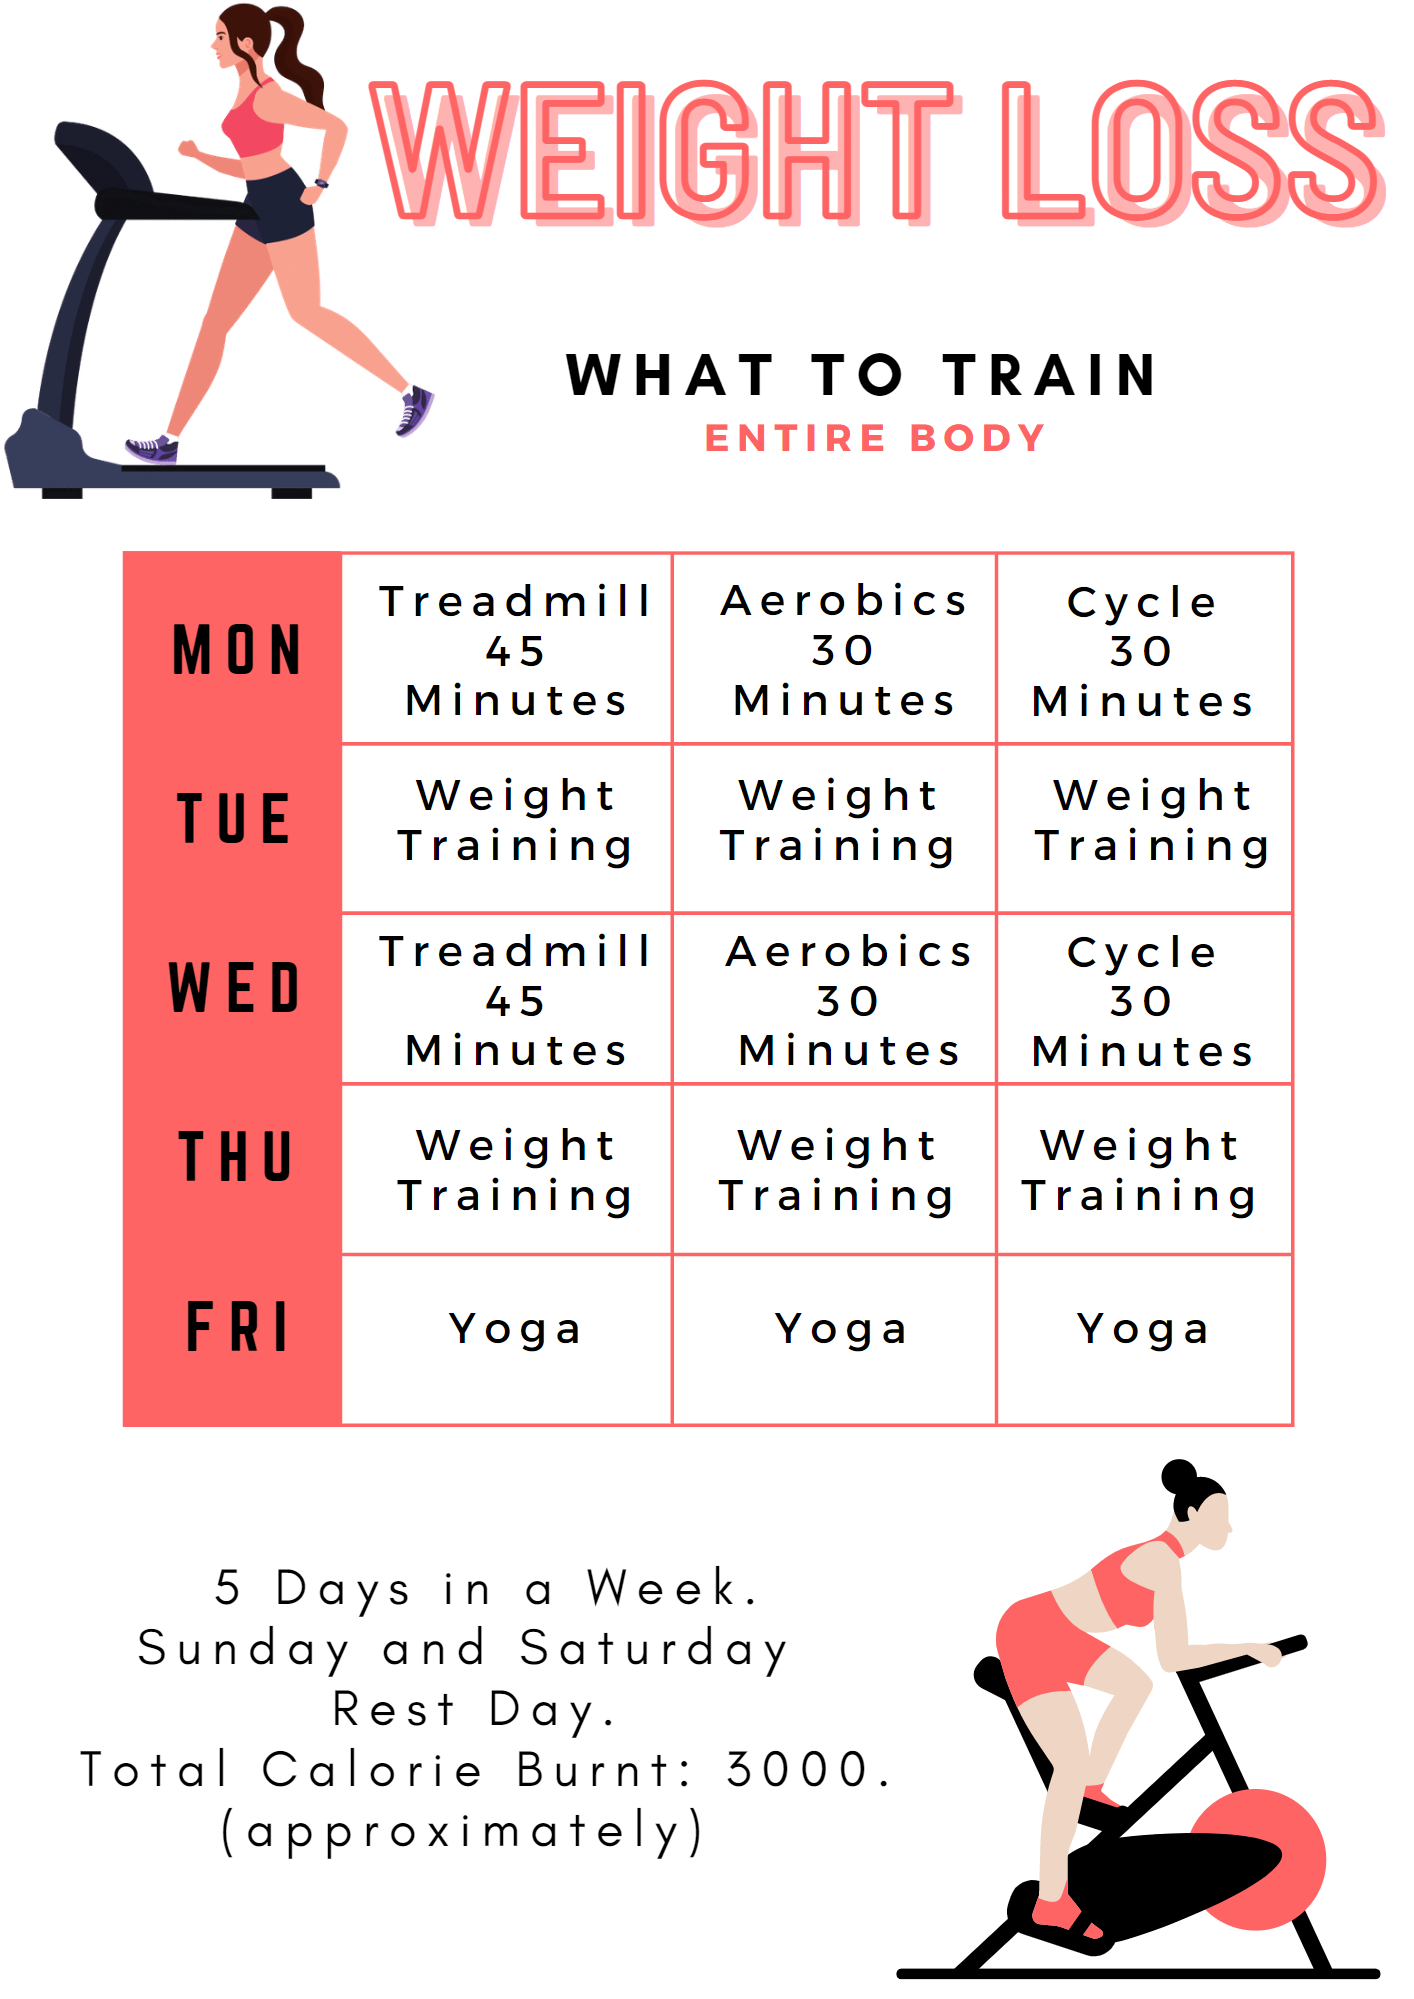 WEIGHT LOSS
WHAT TO TRAIN
ENTIRE BODY
MON
Treadmill
45
Minutes
Aerobics
30
Minutes
Cycle
30
Minutes
TUE
Weight
Training
Weight
Training
Weight
Training
WED
Treadmill
45
Minutes
Aerobics
30
Minutes
Cycle
30
Minutes
THU
Weight
Training
Weight
Training
Weight
Training
FRI
Yoga
Yoga
Yoga
5 Days in a Week.
Sunday and Saturday
Rest Day.
Total Calorie Burnt: 3000.
(approximately)